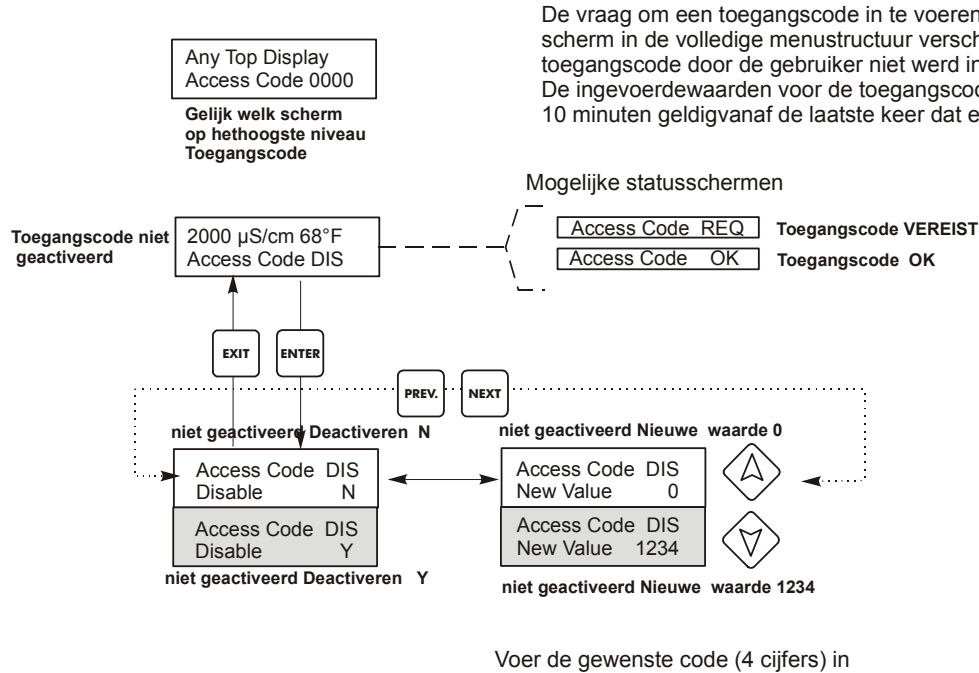 De vraag om een toegangscode in te voeren
scherm in de volledige menustructuur
toegangscode door de gebruiker niet werd
De ingevoerdewaarden voor de
10 minuten geldigvanaf de laatste keer dat
Any Top Display
Access Code 0000
Gelijk welk scherm
op hethoogste niveau
Toegangscode
Mogelijke statusschermen
Toegangscode niet
geactiveerd
2000 µS/cm 68°F
Access Code DIS
Access Code REQ
Toegangscode VEREIST
Access Code OK
Toegangscode OK
EXIT
ENTER
PREV.
NEXT
niet geactiveerd Deactiveren N
Access Code DIS
Disable N
Access Code DIS
Disable Y
niet geactiveerd Deactiveren Y
niet geactiveerd Nieuwe waarde 0
Access Code DIS
New Value 0
Access Code DIS
New Value 1234
niet geactiveerd Nieuwe waarde 1234
Voer de gewenste code (4 cijfers) in